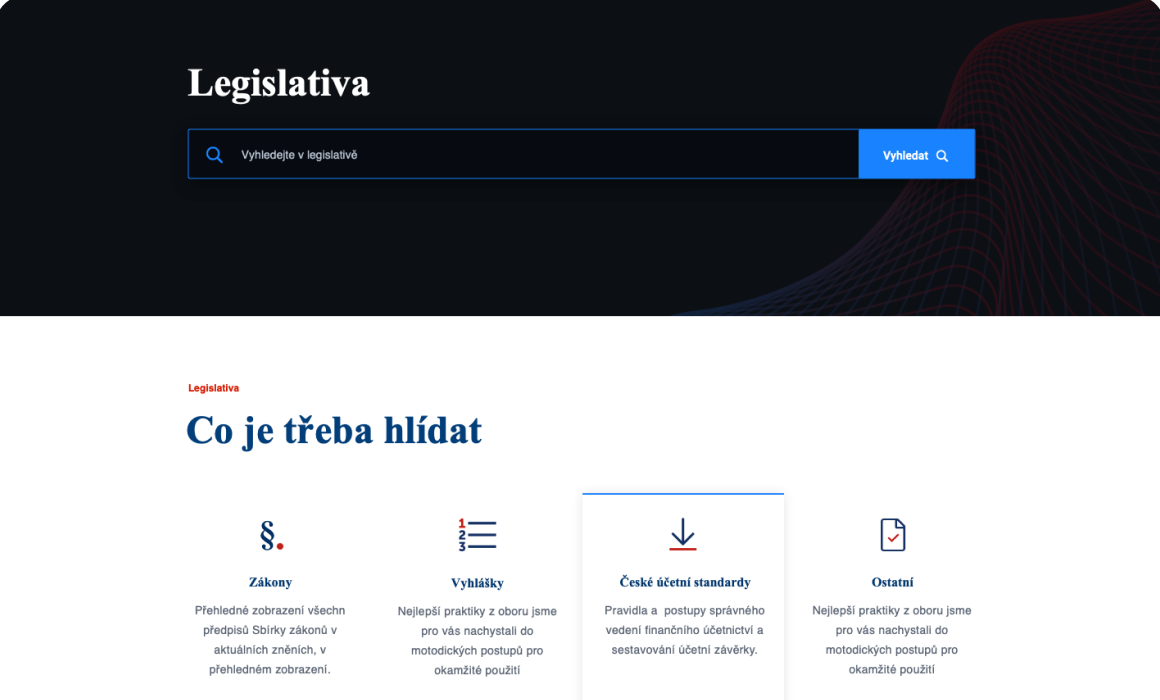 Legislativa
Vyhledejte v legislativě
Vyhledat
Legislativa
Co je třeba hlídat
§.
1
2
3
Zákony
Přehledné zobrazení všechn
předpisů Sbírky zákonů v
aktuálních zněních, v
přehledném zobrazení.
Vyhlášky
Nejlepší praktiky z oboru jsme
pro vás nachystali do
motodických postupů pro
okamžité použití
České účetní standardy
Pravidla a  postupy správného
vedení finančního účetnictví a
sestavování účetní závěrky.
Ostatní
Nejlepší praktiky z oboru jsme
pro vás nachystali do
motodických postupů pro
okamžité použití